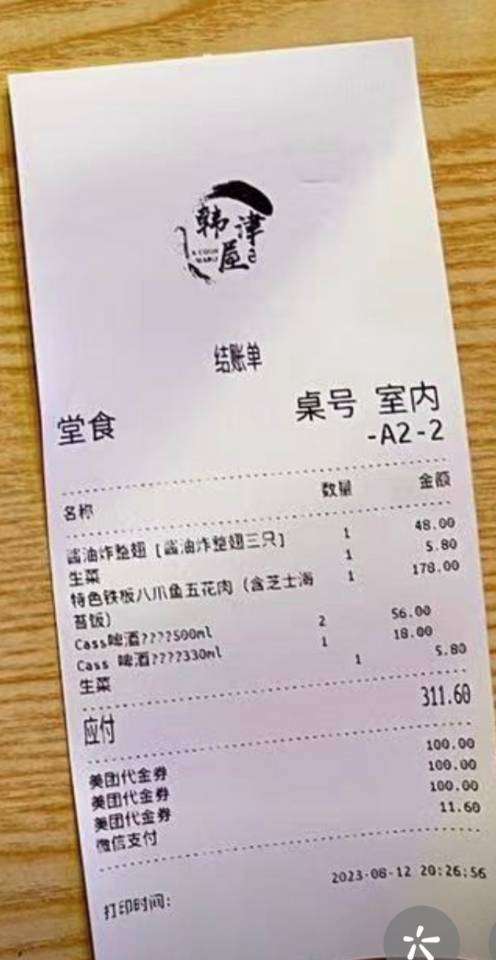 韩津
屋
结账单
堂食 桌号 室内
-A2-2
名称 数量 金额
酱油炸整翅 [酱油炸整翅三只] 1 48.00
生菜 1 5.80
特色铁板八爪鱼五花肉（含芝士海 1 178.00
苔饭）
Cass啤酒????500ml 2 56.00
Cass 啤酒????330ml 1 18.00
生菜 1 5.80
应付 311.60
美团代金券 100.00
美团代金券 100.00
美团代金券 100.00
微信支付 11.60
打印时间: 2023-08-12 20:26:56